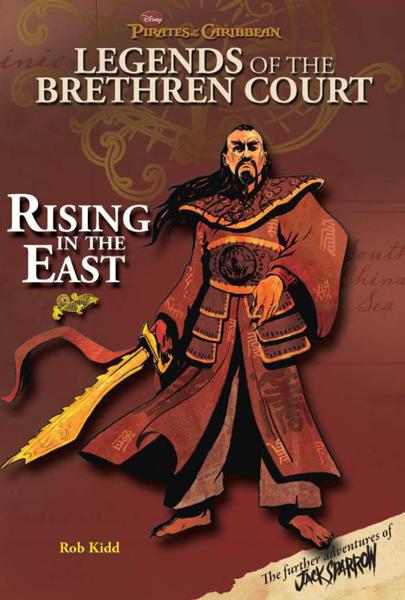 Disney
PIRATES of the CARIBBEAN
LEGENDS OF THE
BRETHREN COURT
RISING
IN THE
EAST
South
China
Sea
Rob Kidd
The further adventures of
JACK SPARROW